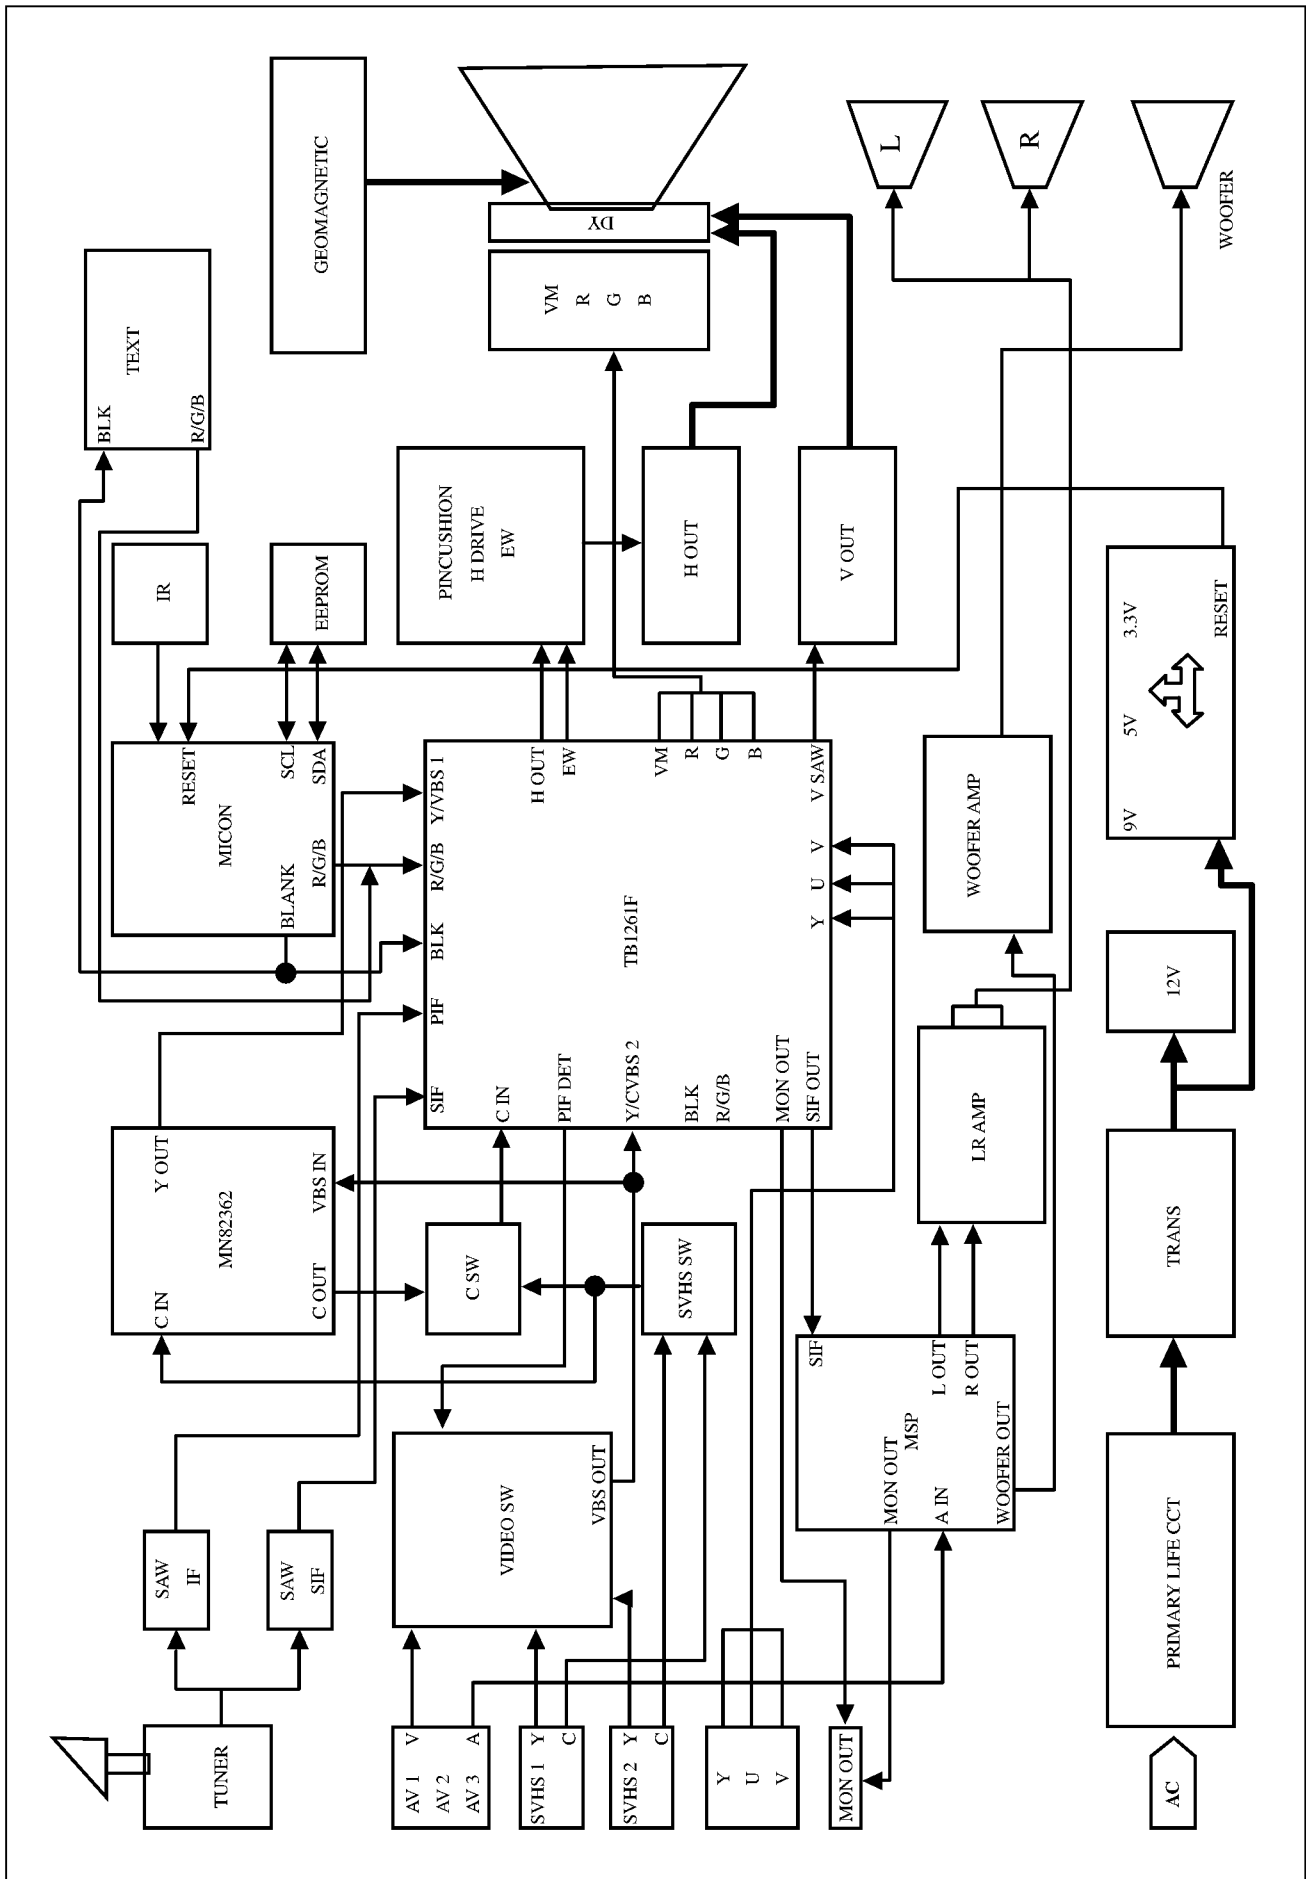 TUNER
SAW
IF
SAW
SIF
C IN
Y OUT
MN82362
C OUT
VBS IN
MICON
RESET
SCL
SDA
BLANK
R/G/B
IR
EEPROM
BLK
TEXT
R/G/B
GEOMAGNETIC
AV 1
V
AV 2
AV 3
A
SVHS 1
Y
C
SVHS 2
Y
C
Y
U
V
MON OUT
VIDEO SW
VBS OUT
C SW
SVHS SW
SIF
PIF
BLK
R/G/B
Y/VBS 1
C IN
PIF DET
Y/CVBS 2
BLK
R/G/B
MON OUT
SIF OUT
TB1261F
H OUT
EW
VM
R
G
B
V SAW
Y
U
V
PINCUSHION
H DRIVE
EW
H OUT
V OUT
VM
R
G
B
DY
L
R
WOOFER
SIF
MON OUT
MSP
A IN
L OUT
R OUT
WOOFER OUT
LR AMP
WOOFER AMP
AC
PRIMARY LIFE CCT
TRANS
12V
9V
5V
3.3V
RESET